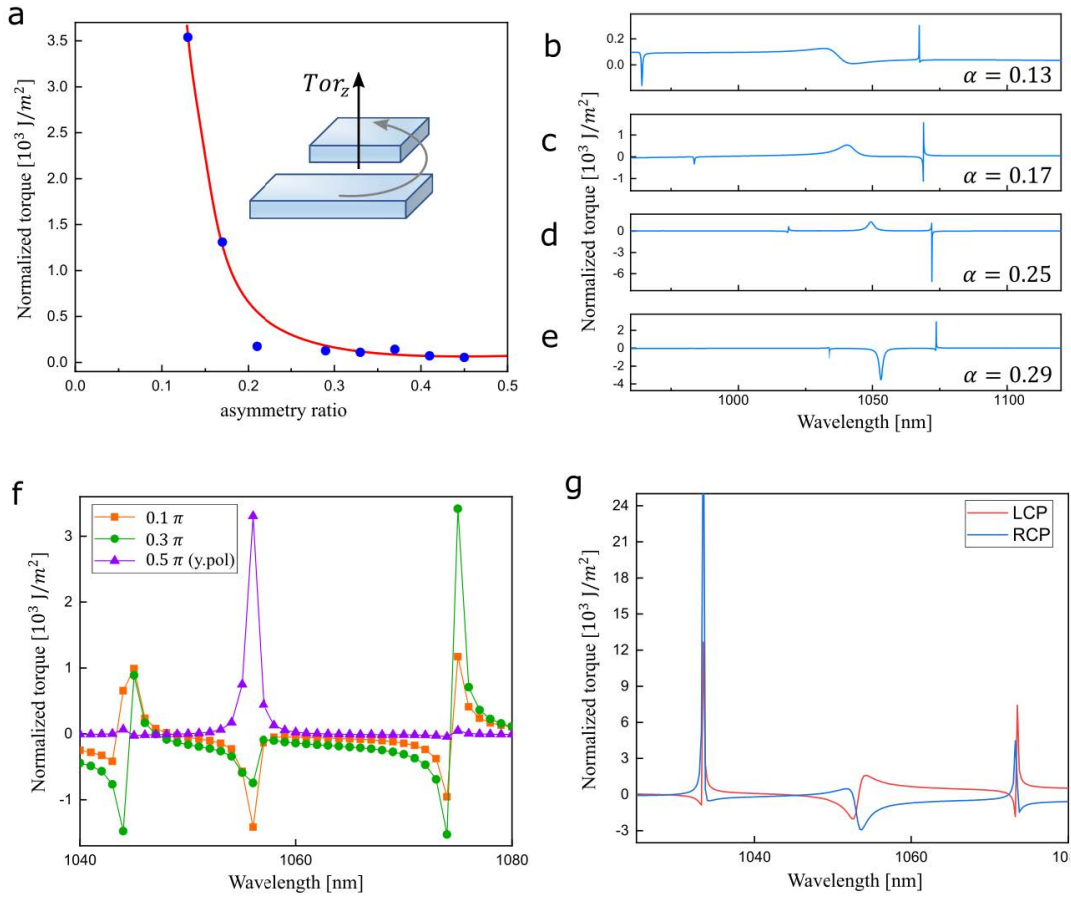 a
Normalized torque [10³ J/m²]
3.5
3.0
2.5
2.0
1.5
1.0
0.5
0.0
0.0 0.1 0.2 0.3 0.4 0.5
asymmetry ratio
Tor_z
Normalized torque [10³ J/m²]
b
0.2
0.0
α = 0.13
c
1
0
-1
α = 0.17
d
0
-3
-6
α = 0.25
e
2
0
-2
-4
α = 0.29
1000 1050 1100
Wavelength [nm]
f
Normalized torque [10³ J/m²]
3
2
1
0
-1
0.1 π
0.3 π
0.5 π (y.pol)
1040 1060 1080
Wavelength [nm]
g
Normalized torque [10³ J/m²]
24
21
18
15
12
9
6
3
0
-3
LCP
RCP
1040 1060 10
Wavelength [nm]